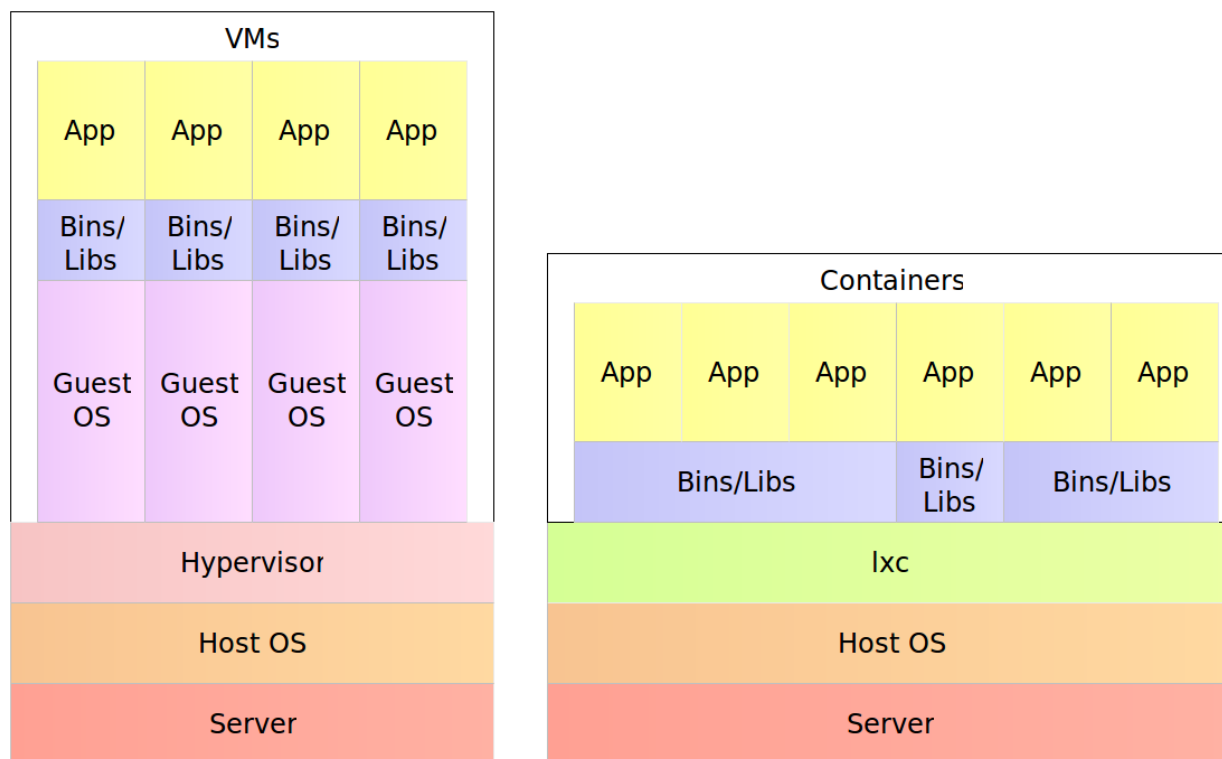 VMs
App App App App
Bins/ Bins/ Bins/ Bins/
Libs Libs Libs Libs
Guest Guest Guest Guest
OS OS OS OS
Hypervisor
Host OS
Server
Containers
App App App App App App
Bins/Libs Bins/ Bins/Libs
Libs
lxc
Host OS
Server